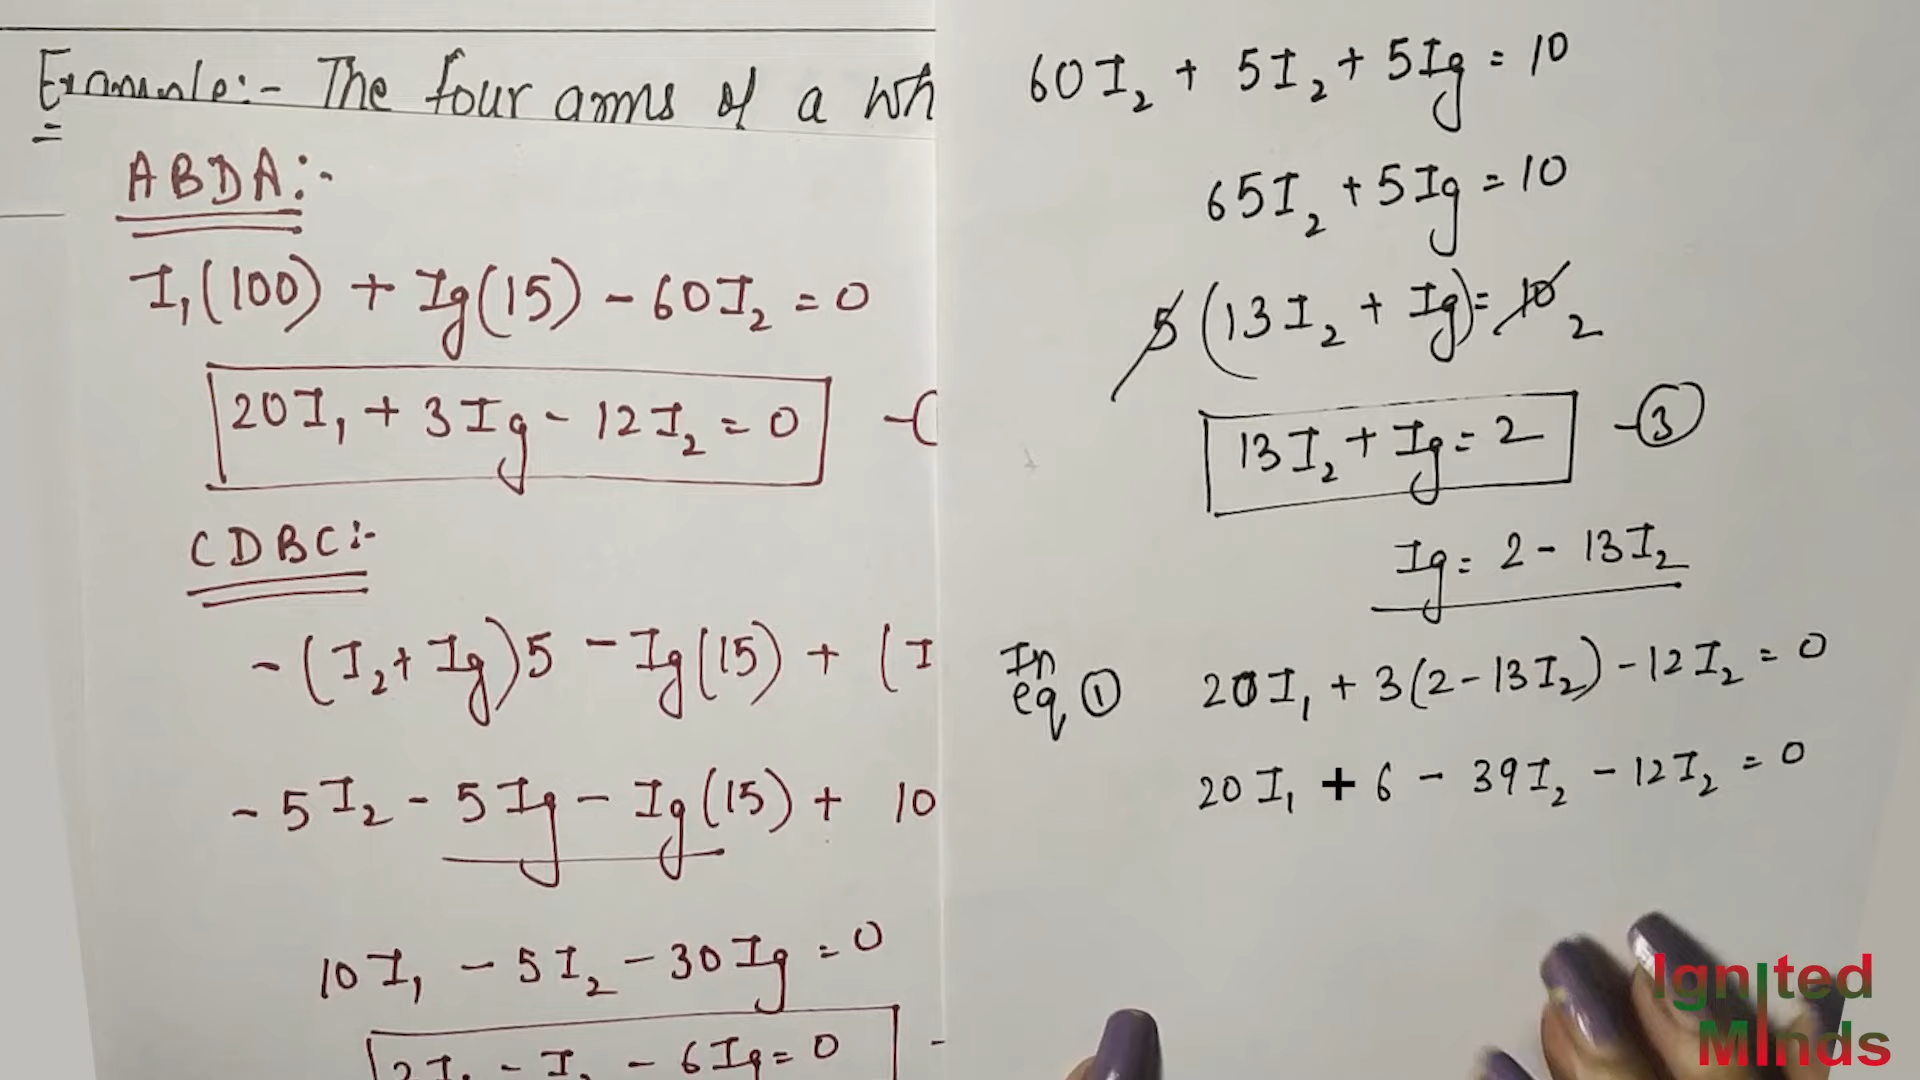 Example:- The four arms of a Wh
ABDA:-
I₁(100) + Ig(15) - 60I₂ = 0
20I₁ + 3Ig - 12I₂ = 0
CDBC:-
-(I₂ + Ig)5 - Ig(15) + (I
- 5I₂ - 5Ig - Ig(15) + 10
10I₁ - 5I₂ - 30Ig = 0
- 6Ig = 0
60I₂ + 5I₂ + 5Ig = 10
65I₂ + 5Ig = 10
5(13I₂ + Ig) = 10 2
13I₂ + Ig = 2 -③
Ig = 2 - 13I₂
In eq ① 20I₁ + 3(2 - 13I₂) - 12I₂ = 0
20I₁ + 6 - 39I₂ - 12I₂ = 0
Ignited
Minds